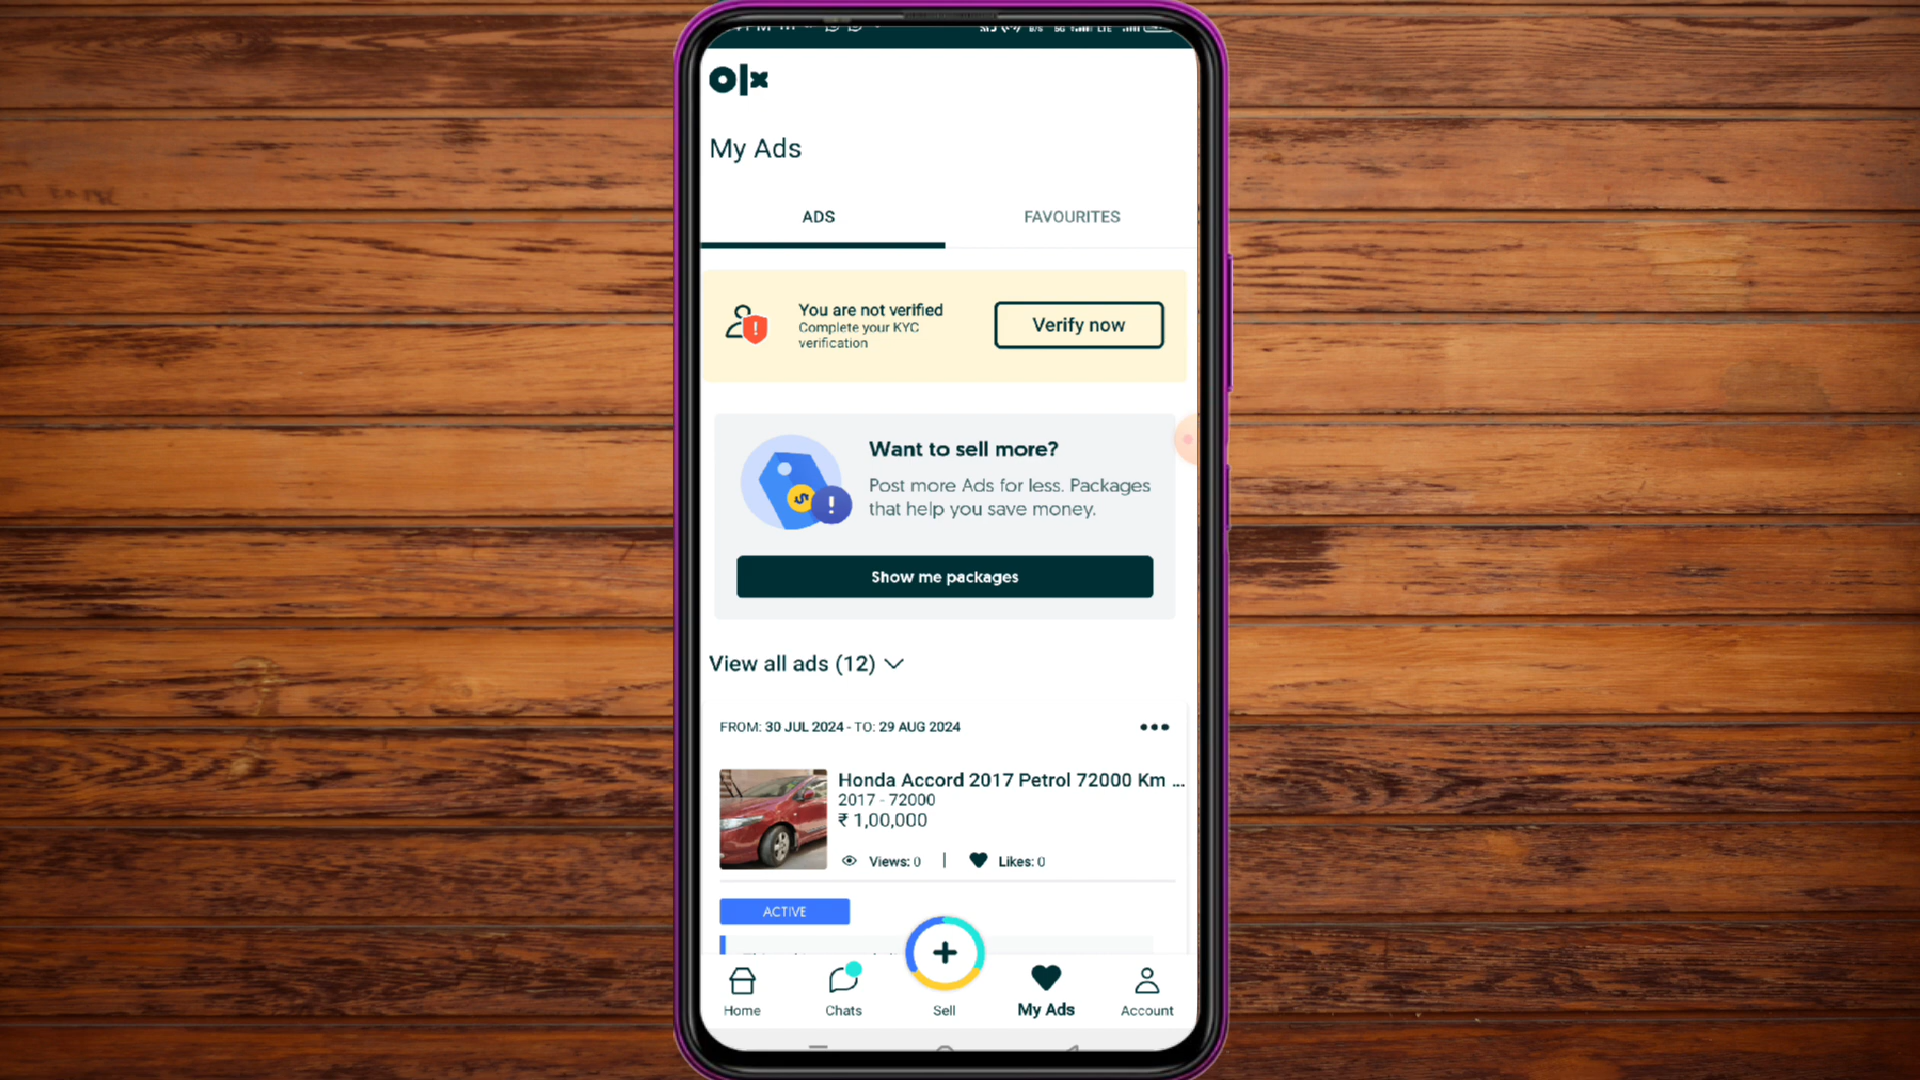 olx
My Ads
ADS
FAVOURITES
You are not verified
Complete your KYC
verification
Verify now
Want to sell more?
Post more Ads for less. Packages
that help you save money.
Show me packages
View all ads (12)
FROM: 30 JUL 2024 - TO: 29 AUG 2024
Honda Accord 2017 Petrol 72000 Km ...
2017 - 72000
₹ 1,00,000
Views: 0 | Likes: 0
ACTIVE
Home
Chats
Sell
My Ads
Account